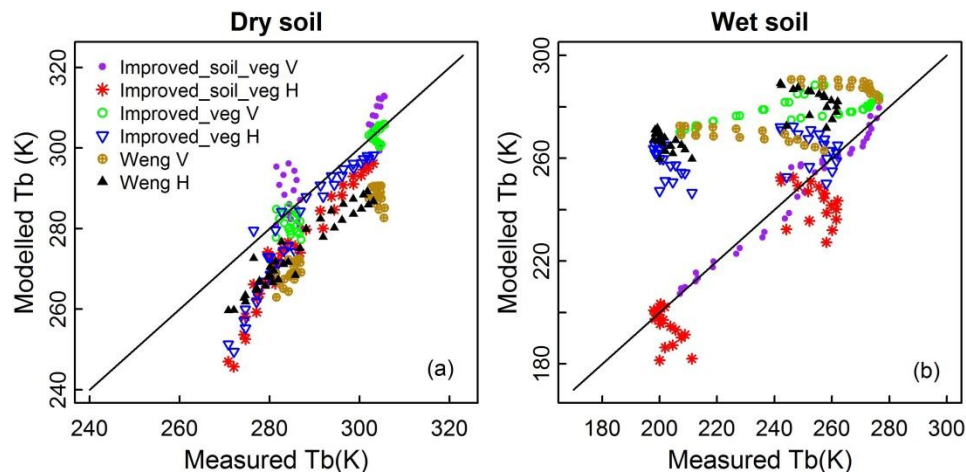 Dry soil
Wet soil
Improved_soil_veg V
Improved_soil_veg H
Improved_veg V
Improved_veg H
Weng V
Weng H
Modelled Tb (K)
240 260 280 300 320
(a)
240 260 280 300 320
Measured Tb(K)
Modelled Tb (K)
180 220 260 300
(b)
180 200 220 240 260 280 300
Measured Tb(K)